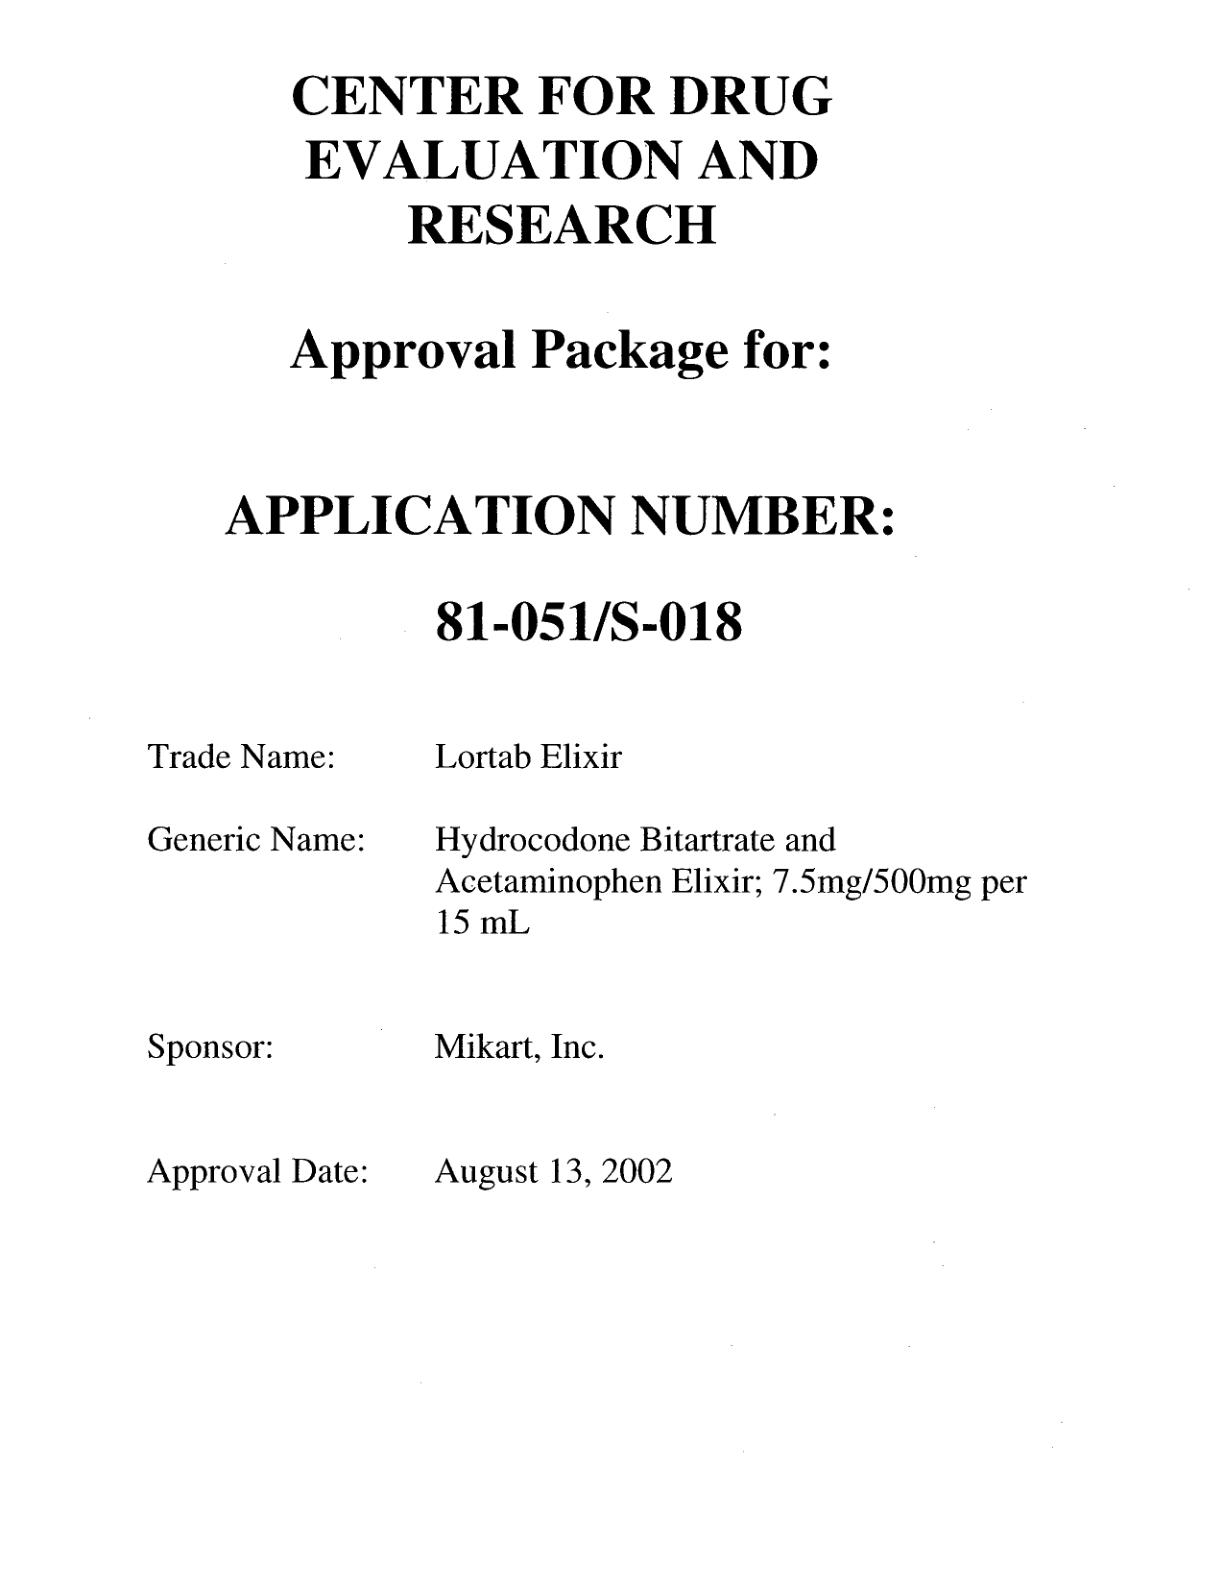 CENTER FOR DRUG
EVALUATION AND
RESEARCH
Approval Package for:
APPLICATION NUMBER:
81-051/S-018
Trade Name: Lortab Elixir
Generic Name: Hydrocodone Bitartrate and
Acetaminophen Elixir; 7.5mg/500mg per
15 mL
Sponsor: Mikart, Inc.
Approval Date: August 13, 2002